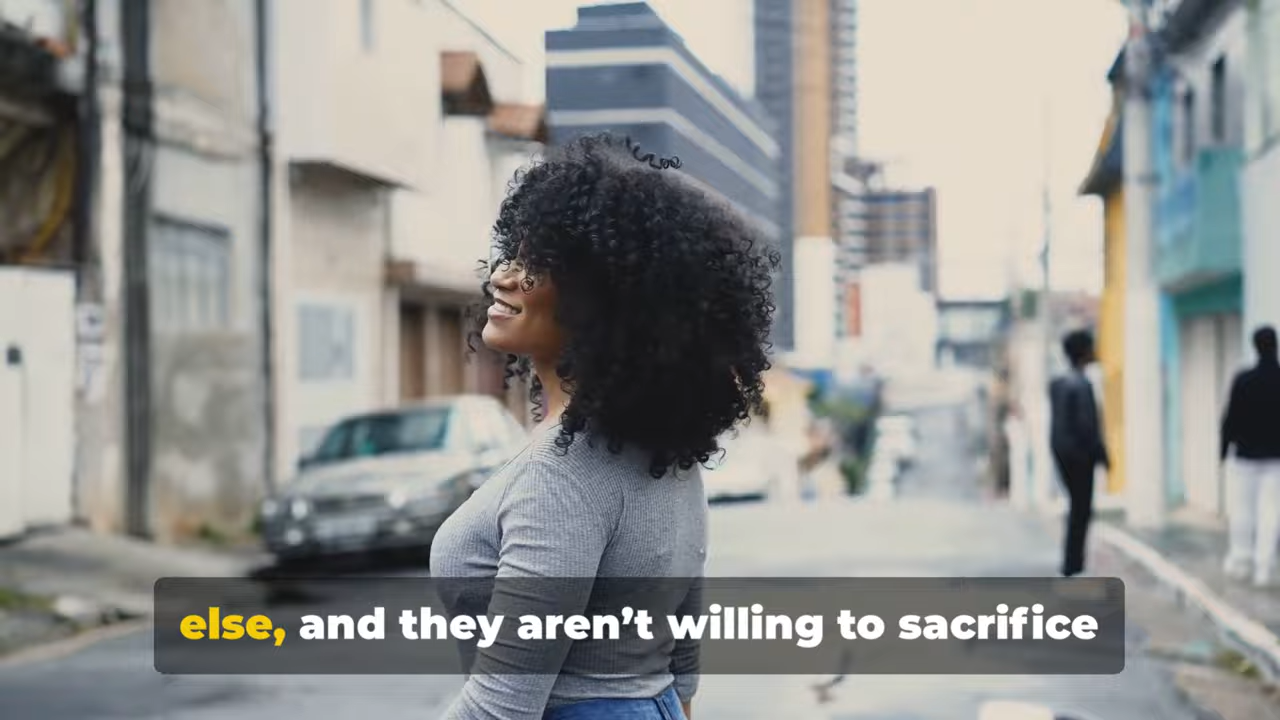 else, and they aren’t willing to sacrifice